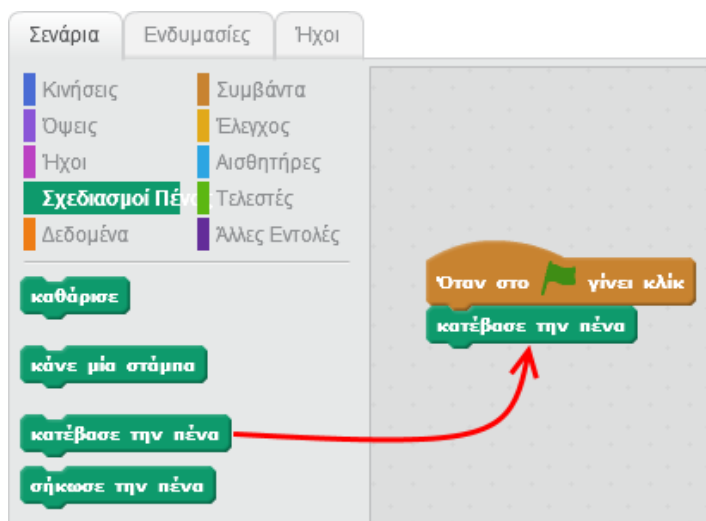 Σενάρια Ενδυμασίες Ήχοι
Κινήσεις Συμβάντα
Όψεις Έλεγχος
Ήχοι Αισθητήρες
Σχεδιασμοί Πένας Τελεστές
Δεδομένα Άλλες Εντολές
καθάρισε
κάνε μία στάμπα
κατέβασε την πένα
σήκωσε την πένα
Όταν στο γίνει κλίκ
κατέβασε την πένα